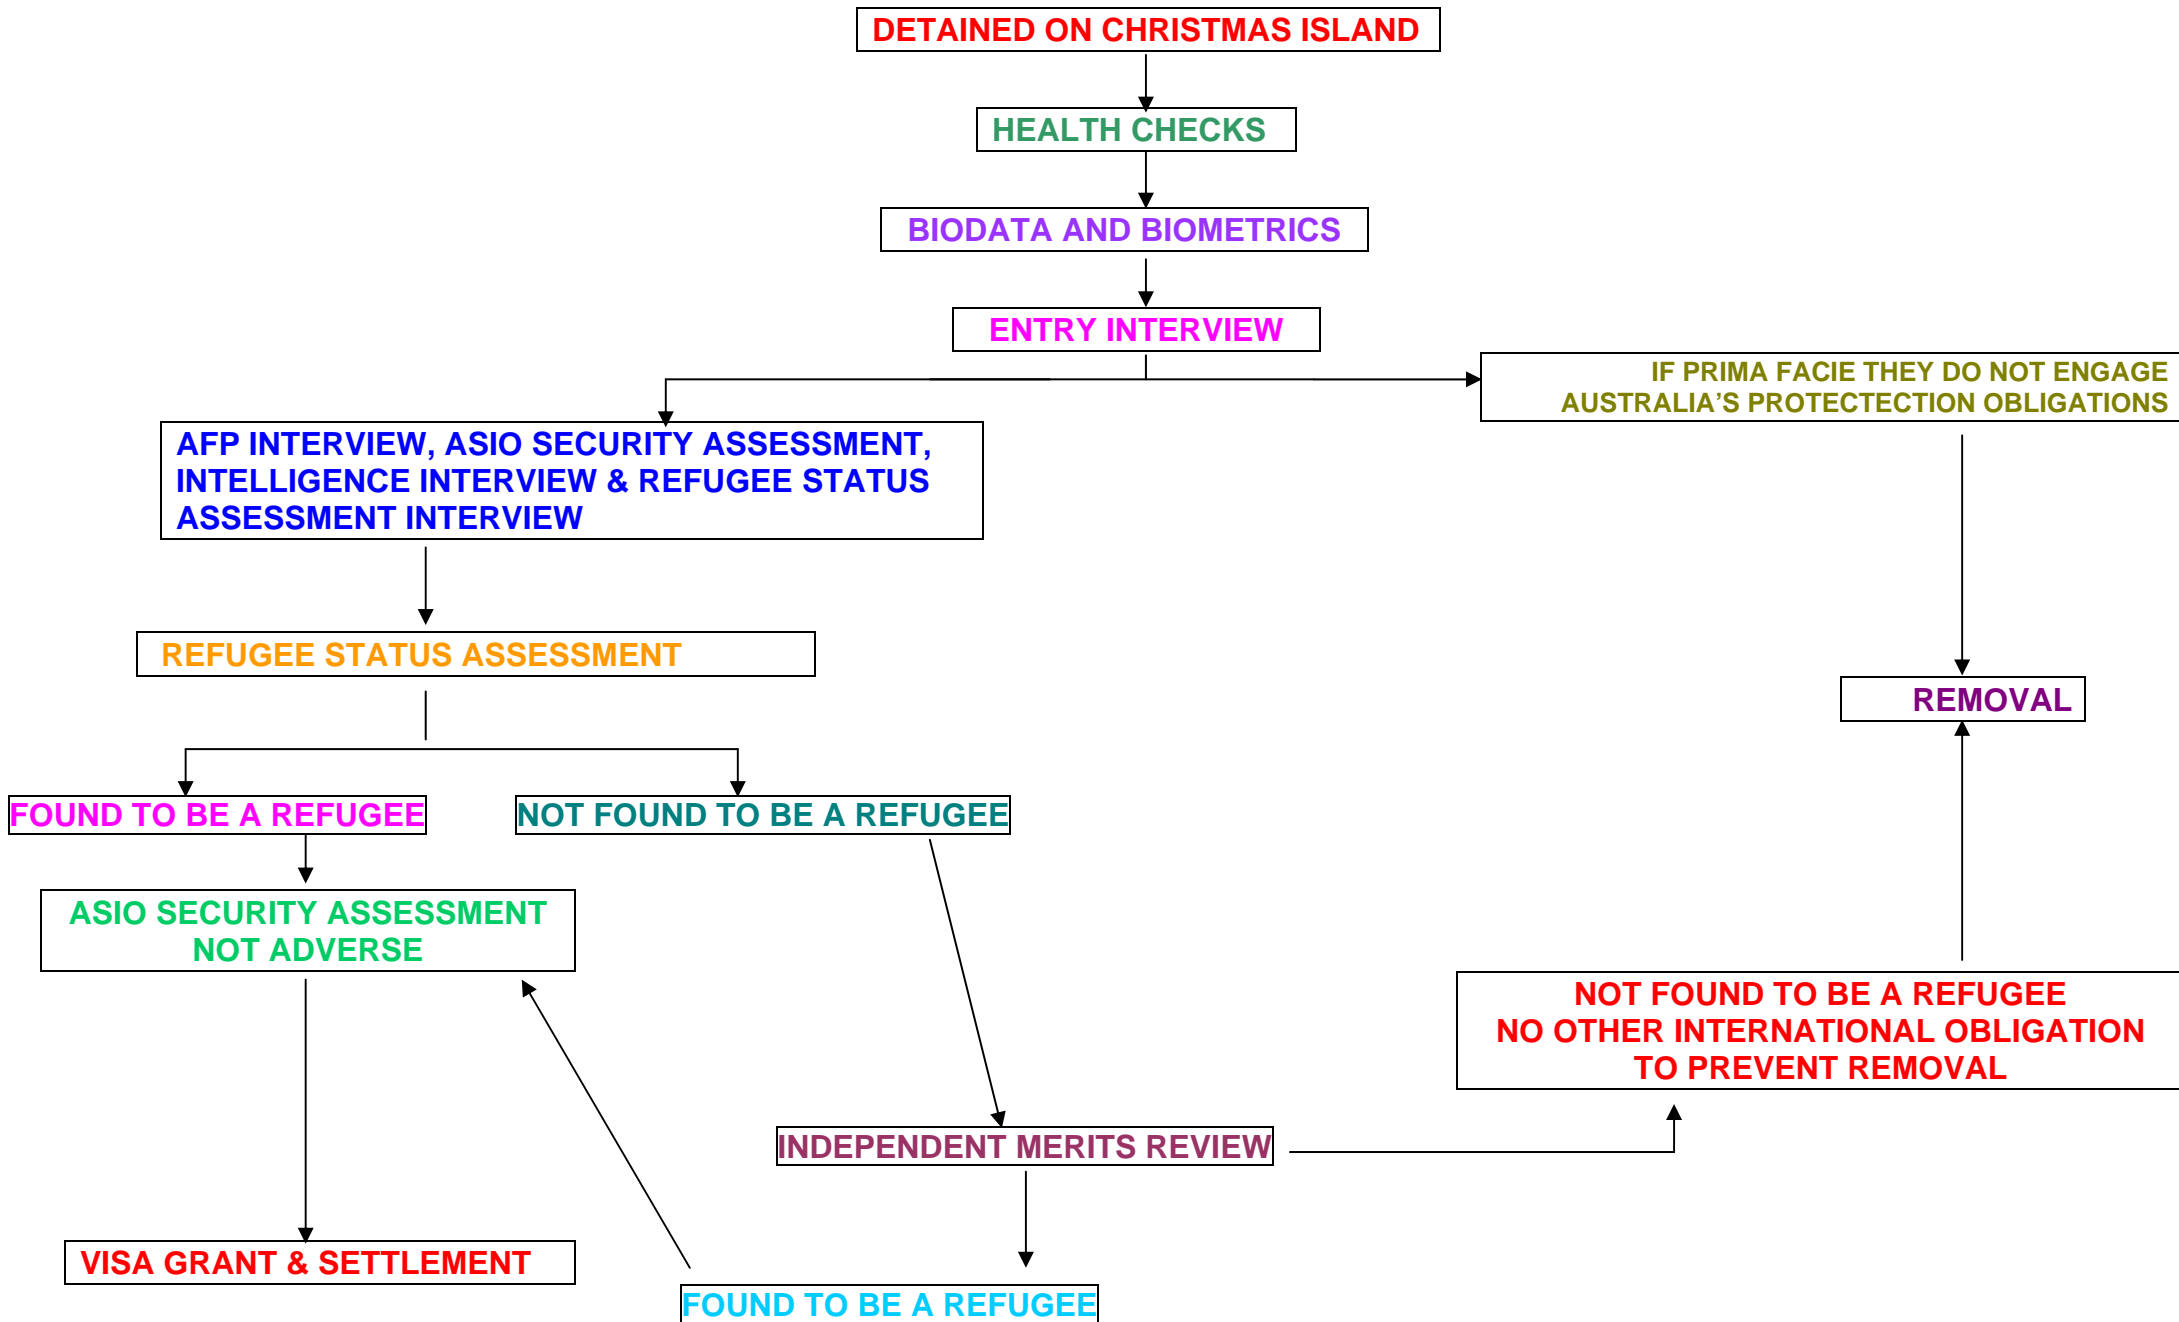 DETAINED ON CHRISTMAS ISLAND
HEALTH CHECKS
BIODATA AND BIOMETRICS
ENTRY INTERVIEW
IF PRIMA FACIE THEY DO NOT ENGAGE
AUSTRALIA’S PROTECTECTION OBLIGATIONS
AFP INTERVIEW, ASIO SECURITY ASSESSMENT,
INTELLIGENCE INTERVIEW & REFUGEE STATUS
ASSESSMENT INTERVIEW
REFUGEE STATUS ASSESSMENT
REMOVAL
FOUND TO BE A REFUGEE
NOT FOUND TO BE A REFUGEE
ASIO SECURITY ASSESSMENT
NOT ADVERSE
NOT FOUND TO BE A REFUGEE
NO OTHER INTERNATIONAL OBLIGATION
TO PREVENT REMOVAL
INDEPENDENT MERITS REVIEW
VISA GRANT & SETTLEMENT
FOUND TO BE A REFUGEE